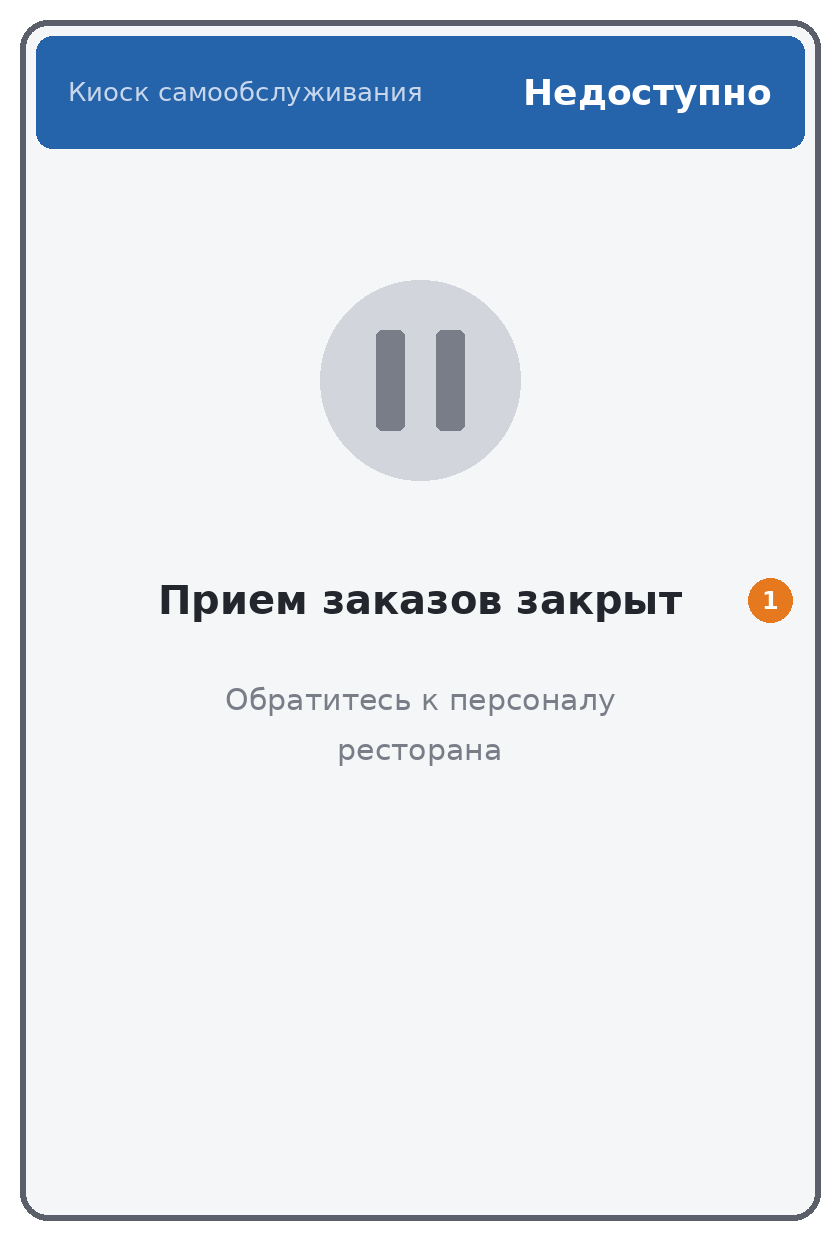 Киоск самообслуживания
Недоступно
Прием заказов закрыт
1
Обратитесь к персоналу
ресторана